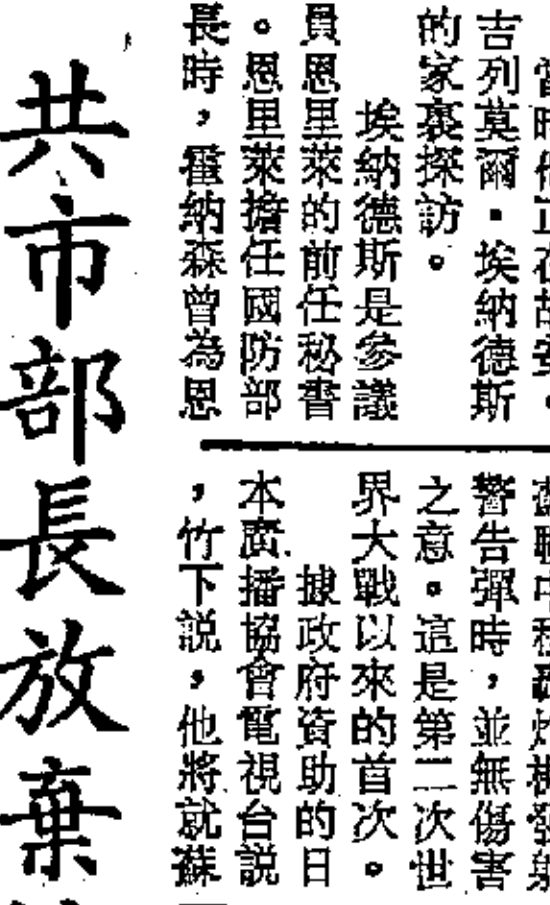 吉列莫爾·埃納德斯
的家裏探訪。
埃納德斯是參議
員恩里萊的前任秘書
。恩里萊擔任國防部
長時，霍納森曾為恩
警告彈時，並無傷害
之意。這是第二次世
界大戰以來的首次。
據政府資助的日
本廣播協會電視台說
，竹下説，他將就蘇
共市部長放棄